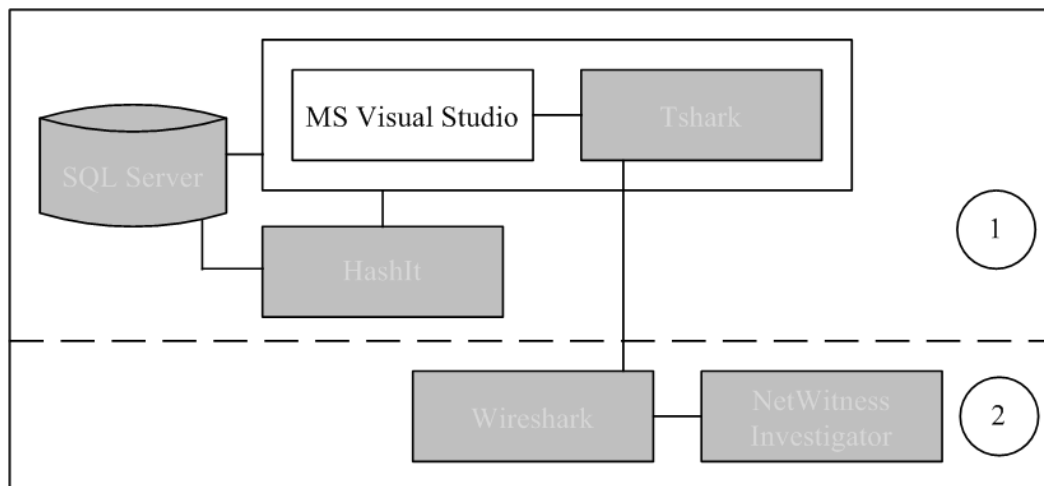 MS Visual Studio
Tshark
SQL Server
1
HashIt
Wireshark
NetWitness
Investigator
2